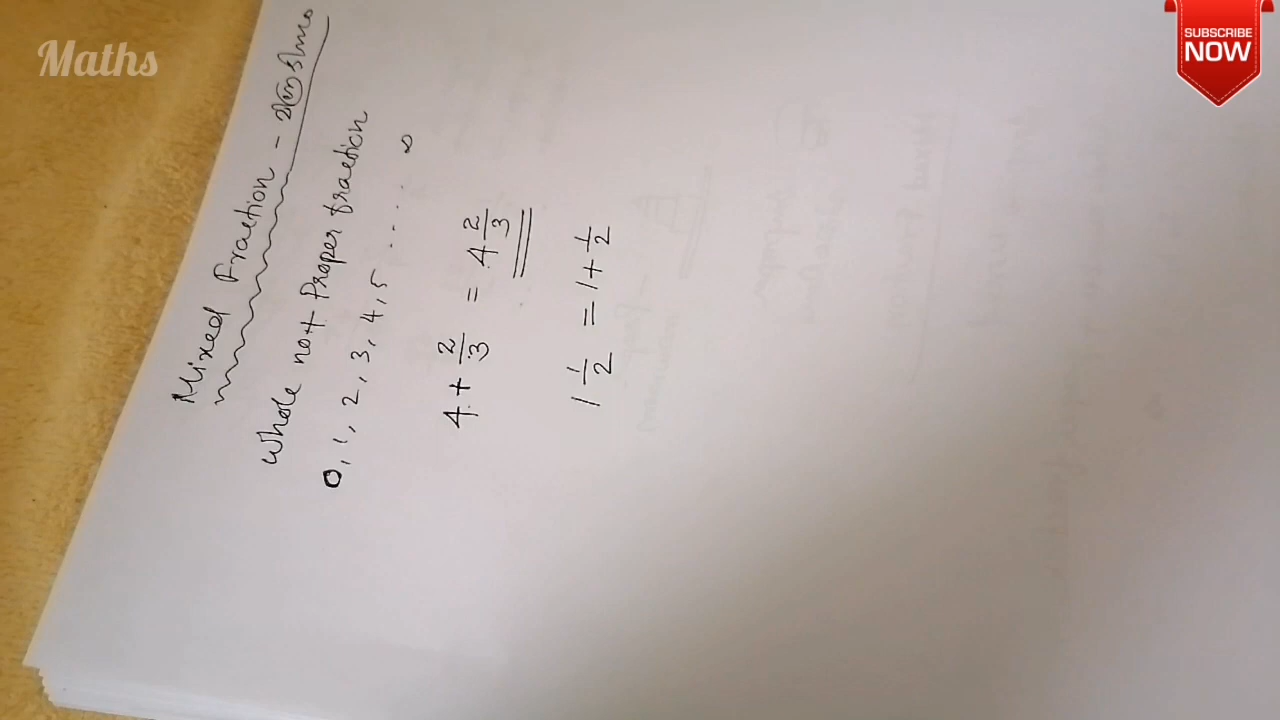 Maths
SUBSCRIBE
NOW
Mixed Fraction -
Whole no + Proper fraction
0, 1, 2, 3, 4, 5 ..... ∞
4 + 2/3 = 4 2/3
1 1/2 = 1 + 1/2